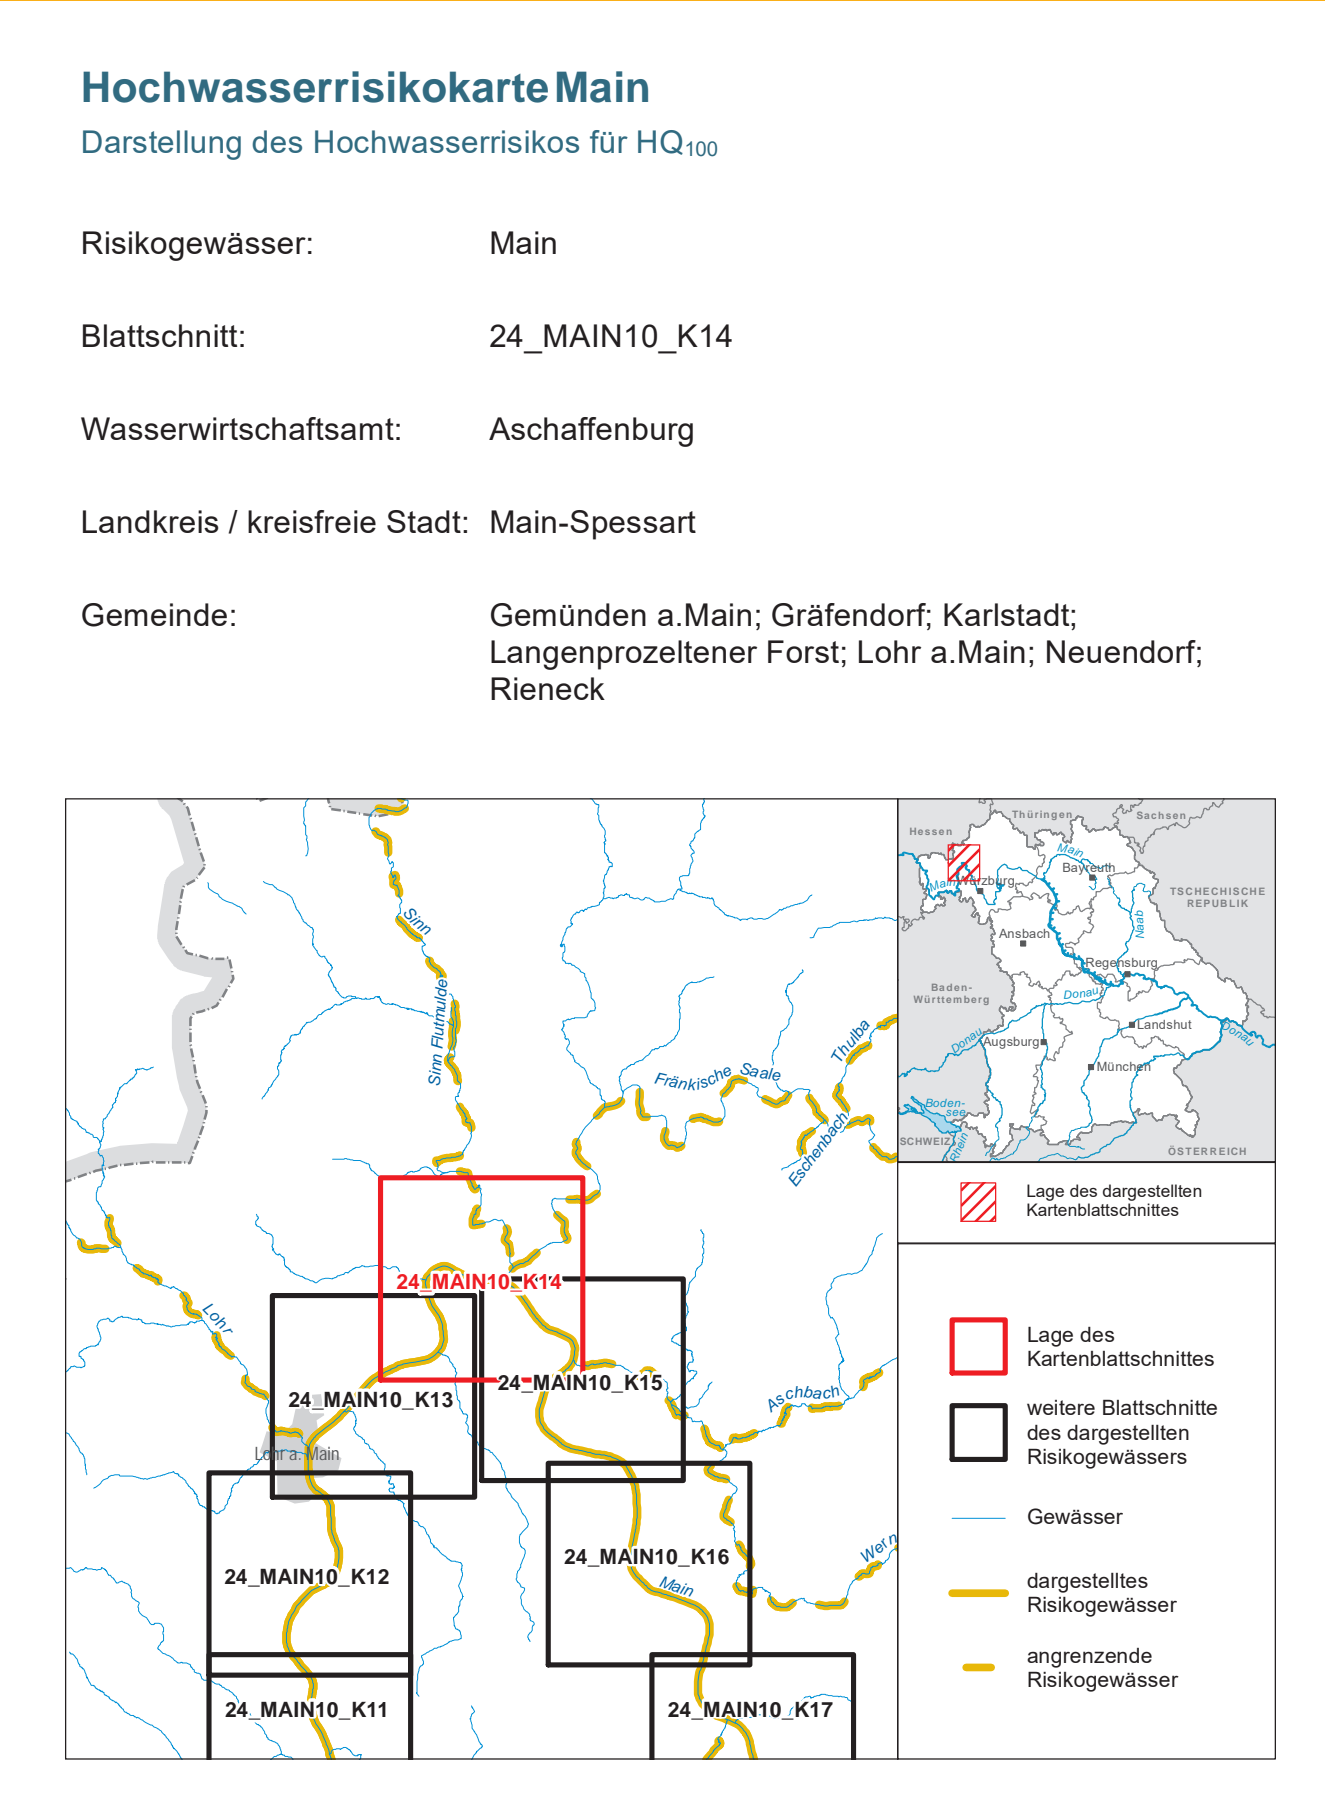 Hochwasserrisikokarte Main
Darstellung des Hochwasserrisikos für HQ100
Risikogewässer: Main
Blattschnitt: 24_MAIN10_K14
Wasserwirtschaftsamt: Aschaffenburg
Landkreis / kreisfreie Stadt: Main-Spessart
Gemeinde: Gemünden a.Main; Gräfendorf; Karlstadt;
Langenprozeltener Forst; Lohr a.Main; Neuendorf;
Rieneck
Sinn
Sinn Flutmulde
Fränkische Saale
Thulba
Eschenbach
24_MAIN10_K14
Lohr
24_MAIN10_K15
24_MAIN10_K13
Aschbach
Lohr a. Main
24_MAIN10_K16
Wern
24_MAIN10_K12
Main
24_MAIN10_K11
24_MAIN10_K17
Thüringen
Sachsen
Hessen
Main
Bayreuth
Main
Würzburg
TSCHECHISCHE
REPUBLIK
Naab
Ansbach
Regensburg
Baden-
Württemberg
Donau
Landshut
Donau
Donau
Augsburg
München
Boden-
see
SCHWEIZ
Rhein
ÖSTERREICH
Lage des dargestellten
Kartenblattschnittes
Lage des
Kartenblattschnittes
weitere Blattschnitte
des dargestellten
Risikogewässers
Gewässer
dargestelltes
Risikogewässer
angrenzende
Risikogewässer